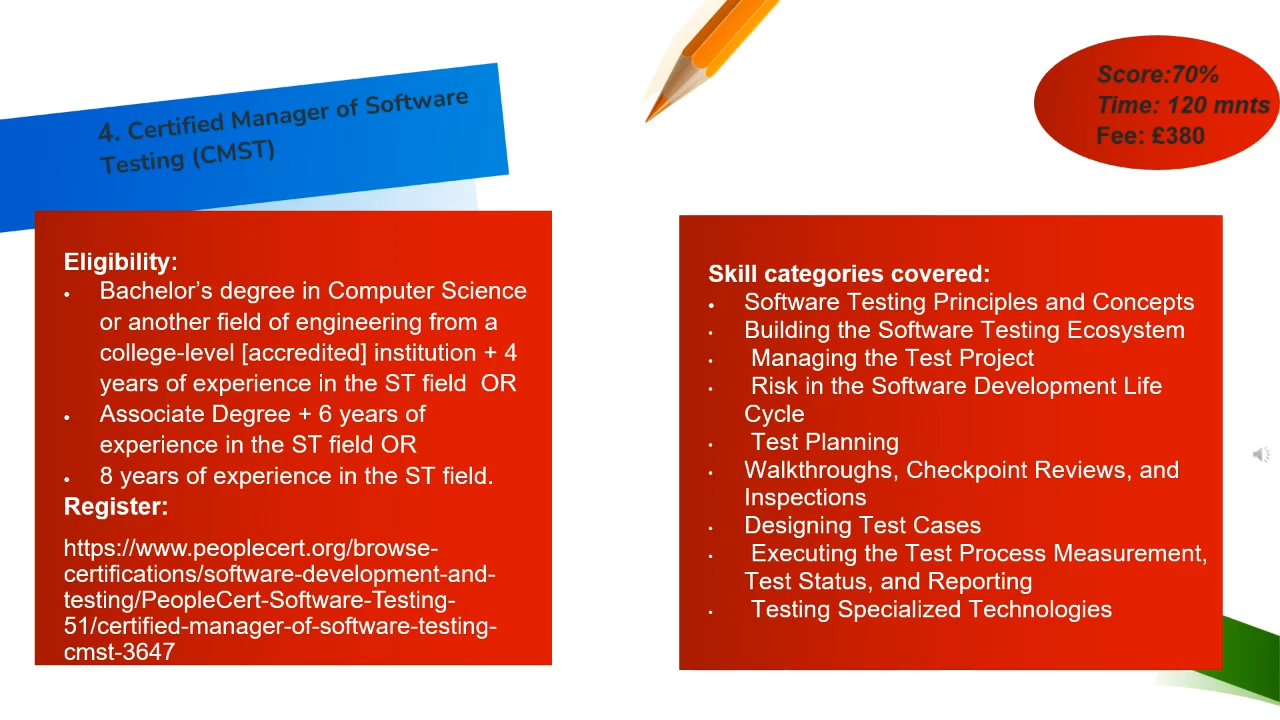 4. Certified Manager of Software
Testing (CMST)
Score:70%
Time: 120 mnts
Fee: £380
Eligibility:
• Bachelor’s degree in Computer Science
or another field of engineering from a
college-level [accredited] institution + 4
years of experience in the ST field OR
• Associate Degree + 6 years of
experience in the ST field OR
• 8 years of experience in the ST field.
Register:
https://www.peoplecert.org/browse-
certifications/software-development-and-
testing/PeopleCert-Software-Testing-
51/certified-manager-of-software-testing-
cmst-3647
Skill categories covered:
• Software Testing Principles and Concepts
• Building the Software Testing Ecosystem
• Managing the Test Project
• Risk in the Software Development Life
Cycle
• Test Planning
• Walkthroughs, Checkpoint Reviews, and
Inspections
• Designing Test Cases
• Executing the Test Process Measurement,
Test Status, and Reporting
• Testing Specialized Technologies